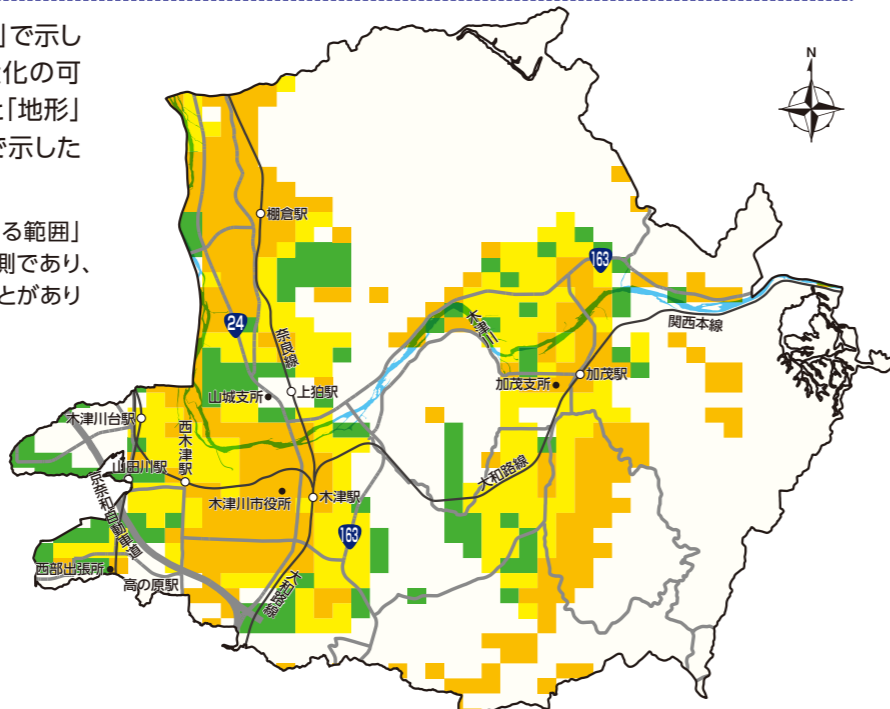 」で示し
化の可
と「地形」
で示した
る範囲」
測であり、
とがあり
N
棚倉駅
163
関西本線
24
奈良線
木津川
加茂支所
加茂駅
山城支所
上狛駅
木津川台駅
西木津駅
山田川駅
京奈和自動車道
大和路線
木津川市役所
木津駅
163
西部出張所
高の原駅
大和路線